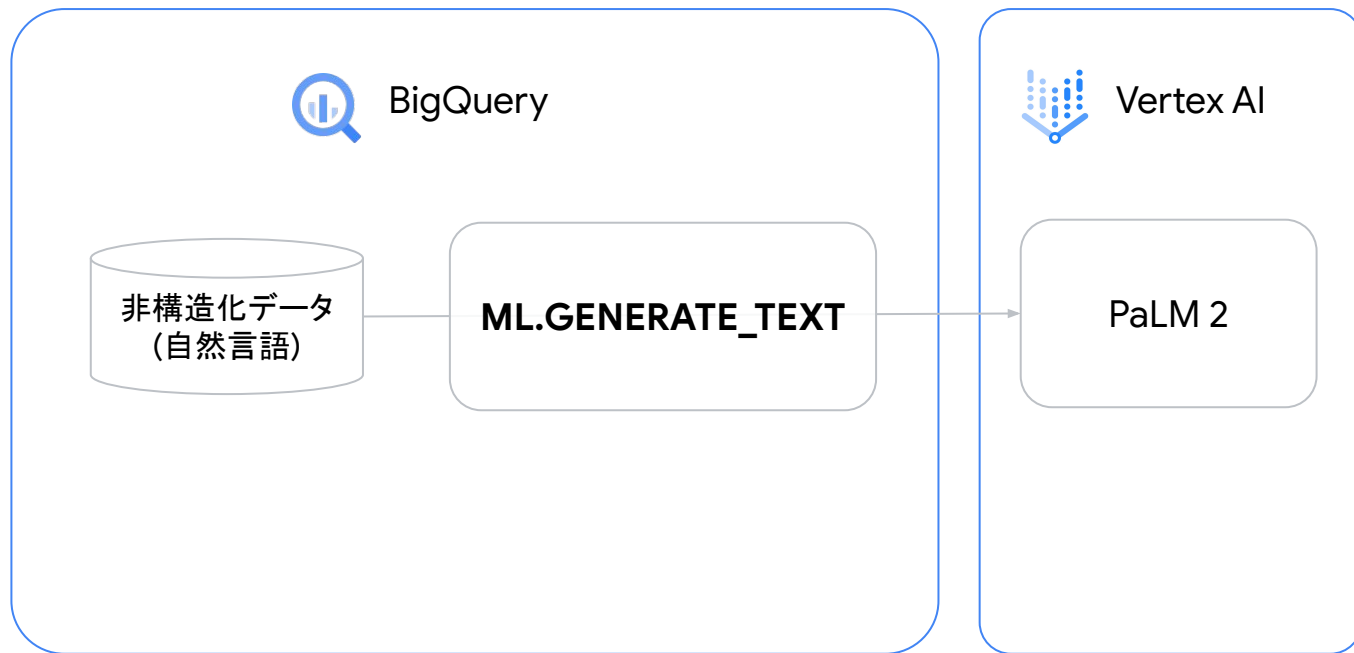 BigQuery
Vertex AI
非構造化データ
(自然言語)
ML.GENERATE_TEXT
PaLM 2